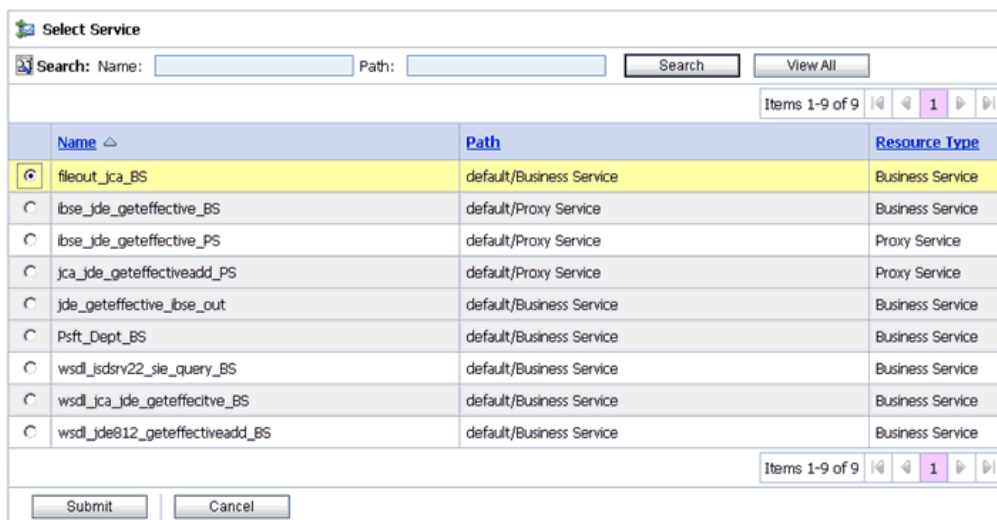 Select Service
Search: Name: Path: Search View All
Items 1-9 of 9 1
Name Path Resource Type
fileout_jca_BS default/Business Service Business Service
ibse_jde_geteffective_BS default/Proxy Service Business Service
ibse_jde_geteffective_PS default/Proxy Service Proxy Service
jca_jde_geteffectiveadd_PS default/Proxy Service Proxy Service
jde_geteffective_ibse_out default/Business Service Business Service
Psft_Dept_BS default/Business Service Business Service
wsdl_isdsrv22_sie_query_BS default/Business Service Business Service
wsdl_jca_jde_geteffecitve_BS default/Business Service Business Service
wsdl_jde812_geteffectiveadd_BS default/Business Service Business Service
Items 1-9 of 9 1
Submit Cancel